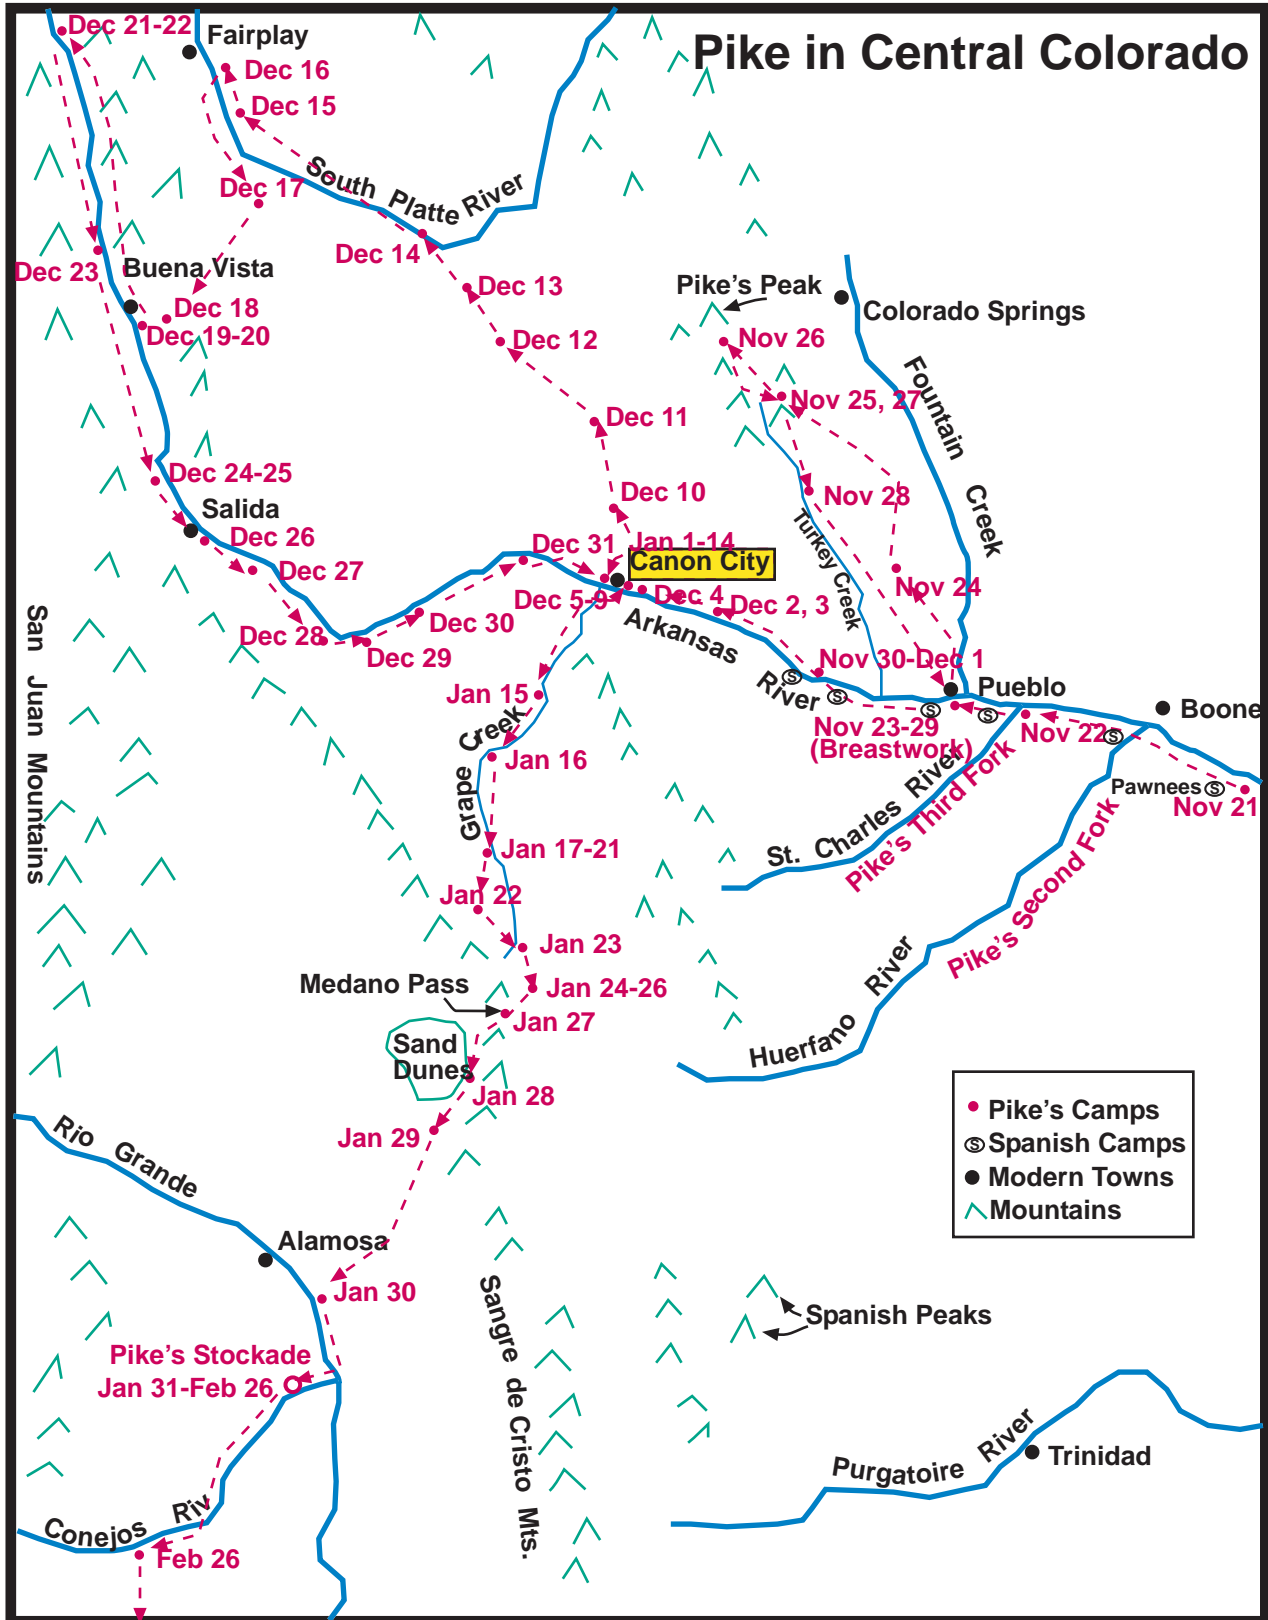 Pike in Central Colorado
Dec 21-22
Fairplay
Dec 16
Dec 15
South Platte River
Dec 17
Dec 14
Dec 23
Buena Vista
Dec 13
Pike's Peak
Dec 18
Colorado Springs
Dec 19-20
Dec 12
Nov 26
Fountain Creek
Nov 25, 27
Dec 11
Dec 24-25
Dec 10
Nov 28
Salida
Turkey Creek
Dec 26
Dec 31
Jan 1-14
Canon City
Dec 27
Nov 24
Dec 5-9
Dec 4
Dec 2, 3
Dec 30
Arkansas River
Dec 28
Dec 29
Nov 30-Dec 1
San Juan Mountains
Jan 15
S
S
Pueblo
Boone
S
S
Nov 23-29
(Breastwork)
Nov 22
S
Grape Creek
Jan 16
Pawnees
S
Nov 21
St. Charles River
Pike's Third Fork
Jan 17-21
Jan 22
Pike's Second Fork
Jan 23
Medano Pass
Jan 24-26
Jan 27
Huerfano River
Sand
Dunes
Jan 28
Jan 29
Pike's Camps
S
Spanish Camps
Modern Towns
Mountains
Rio Grande
Alamosa
Jan 30
Sangre de Cristo Mts.
Spanish Peaks
Pike's Stockade
Jan 31-Feb 26
Purgatoire River
Trinidad
Conejos Riv
Feb 26